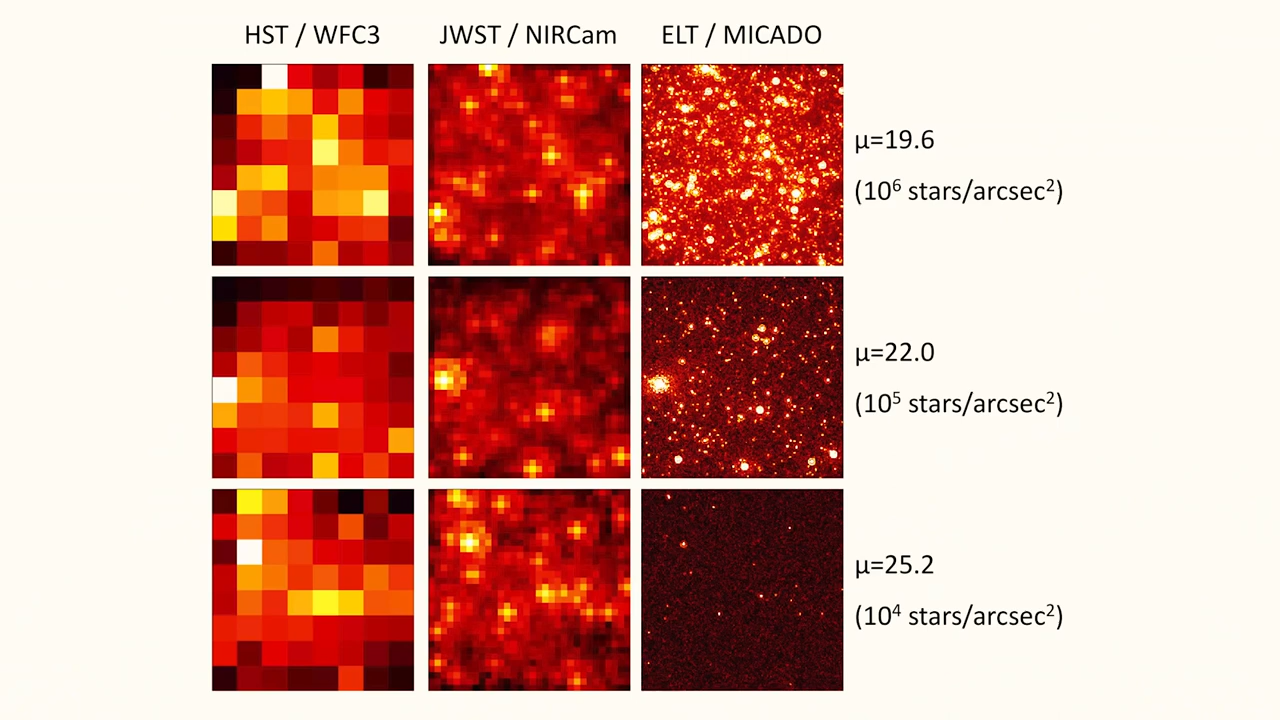 HST / WFC3 JWST / NIRCam ELT / MICADO
μ=19.6
(10⁶ stars/arcsec²)
μ=22.0
(10⁵ stars/arcsec²)
μ=25.2
(10⁴ stars/arcsec²)